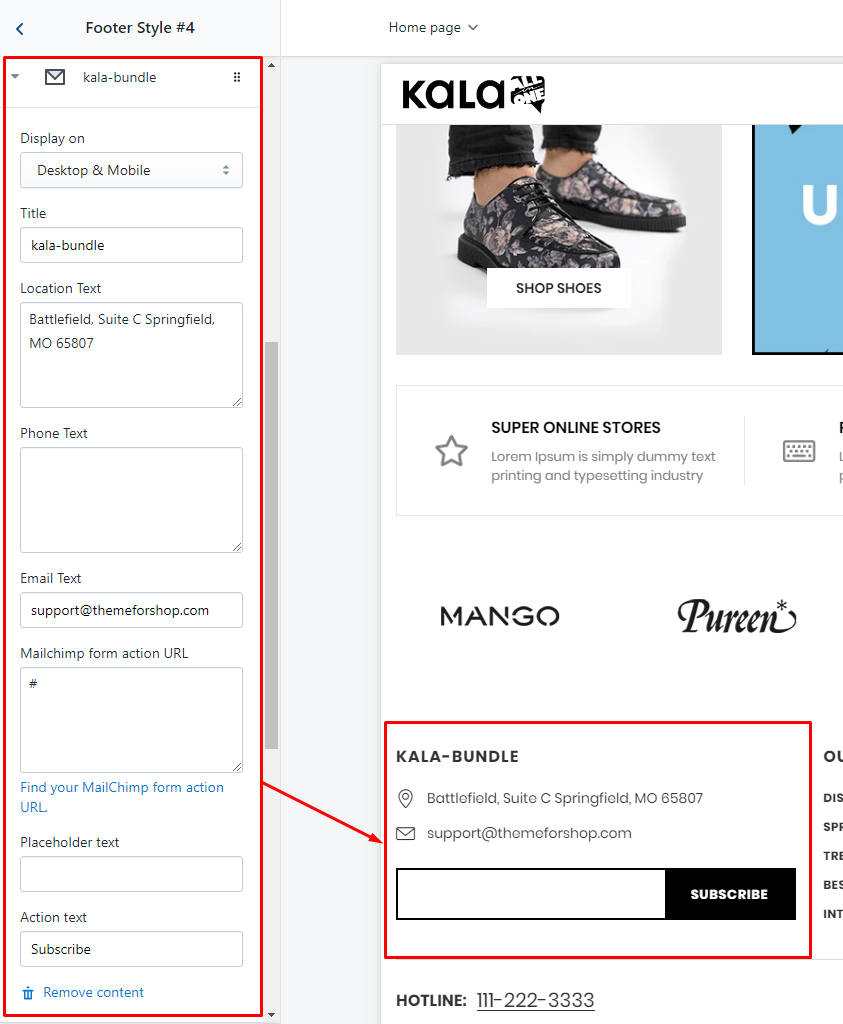 Footer Style #4
kala-bundle
Display on
Desktop & Mobile
Title
kala-bundle
Location Text
Battlefield, Suite C Springfield,
MO 65807
Phone Text
Email Text
support@themeforshop.com
Mailchimp form action URL
#
Find your MailChimp form action
URL.
Placeholder text
Action text
Subscribe
Remove content
Home page
KALA ALL IN ONE
SHOP SHOES
U
SUPER ONLINE STORES
Lorem Ipsum is simply dummy text
printing and typesetting industry
MANGO
Pureen*
KALA-BUNDLE
Battlefield, Suite C Springfield, MO 65807
support@themeforshop.com
SUBSCRIBE
OU
DIS
SPR
TRE
BES
INT
HOTLINE: 111-222-3333